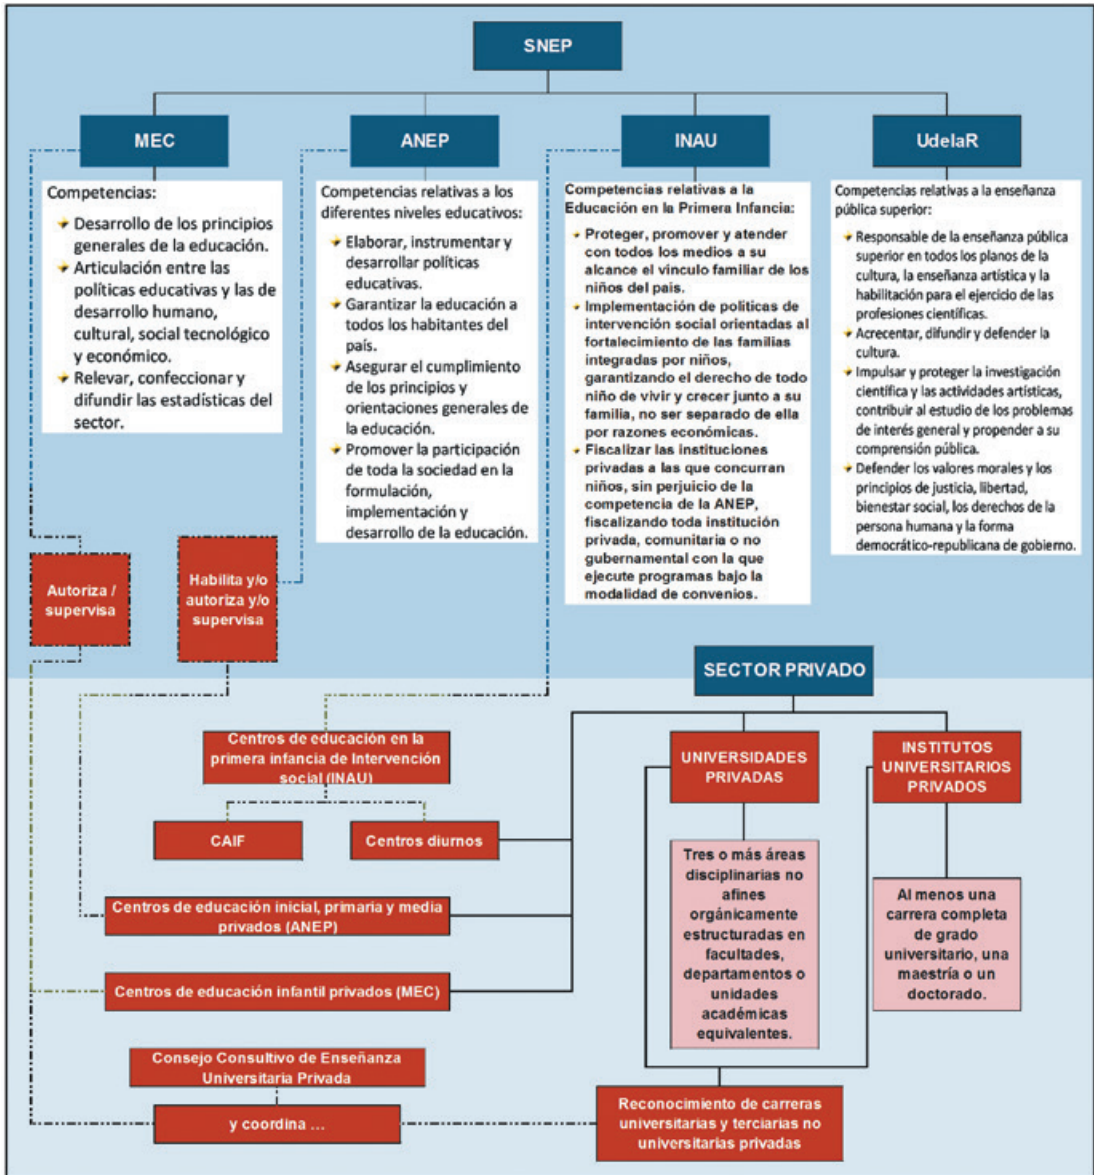 SNEP
MEC
ANEP
INAU
UdelaR
Competencias:
Desarrollo de los principios
generales de la educación.
Articulación entre las
políticas educativas y las de
desarrollo humano,
cultural, social tecnológico
y económico.
Relevar, confeccionar y
difundir las estadísticas del
sector.
Competencias relativas a los
diferentes niveles educativos:
Elaborar, instrumentar y
desarrollar políticas
educativas.
Garantizar la educación a
todos los habitantes del
país.
Asegurar el cumplimiento
de los principios y
orientaciones generales de
la educación.
Promover la participación
de toda la sociedad en la
formulación,
implementación y
desarrollo de la educación.
Competencias relativas a la
Educación en la Primera Infancia:
Proteger, promover y atender
con todos los medios a su
alcance el vínculo familiar de los
niños del país.
Implementación de políticas de
intervención social orientadas al
fortalecimiento de las familias
integradas por niños,
garantizando el derecho de todo
niño de vivir y crecer junto a su
familia, no ser separado de ella
por razones económicas.
Fiscalizar las instituciones
privadas a las que concurran
niños, sin perjuicio de la
competencia de la ANEP,
fiscalizando toda institución
privada, comunitaria o no
gubernamental con la que
ejecute programas bajo la
modalidad de convenios.
Competencias relativas a la enseñanza
pública superior:
Responsable de la enseñanza pública
superior en todos los planos de la
cultura, la enseñanza artística y la
habilitación para el ejercicio de las
profesiones científicas.
Acrecentar, difundir y defender la
cultura.
Impulsar y proteger la investigación
científica y las actividades artísticas,
contribuir al estudio de los problemas
de interés general y propender a su
comprensión pública.
Defender los valores morales y los
principios de justicia, libertad,
bienestar social, los derechos de la
persona humana y la forma
democrático-republicana de gobierno.
Autoriza /
supervisa
Habilita y/o
autoriza y/o
supervisa
SECTOR PRIVADO
Centros de educación en la
primera infancia de Intervención
social (INAU)
UNIVERSIDADES
PRIVADAS
INSTITUTOS
UNIVERSITARIOS
PRIVADOS
CAIF
Centros diurnos
Tres o más áreas
disciplinarias no
afines
orgánicamente
estructuradas en
facultades,
departamentos o
unidades
académicas
equivalentes.
Al menos una
carrera completa
de grado
universitario, una
maestría o un
doctorado.
Centros de educación inicial, primaria y media
privados (ANEP)
Centros de educación infantil privados (MEC)
Consejo Consultivo de Enseñanza
Universitaria Privada
y coordina ...
Reconocimiento de carreras
universitarias y terciarias no
universitarias privadas